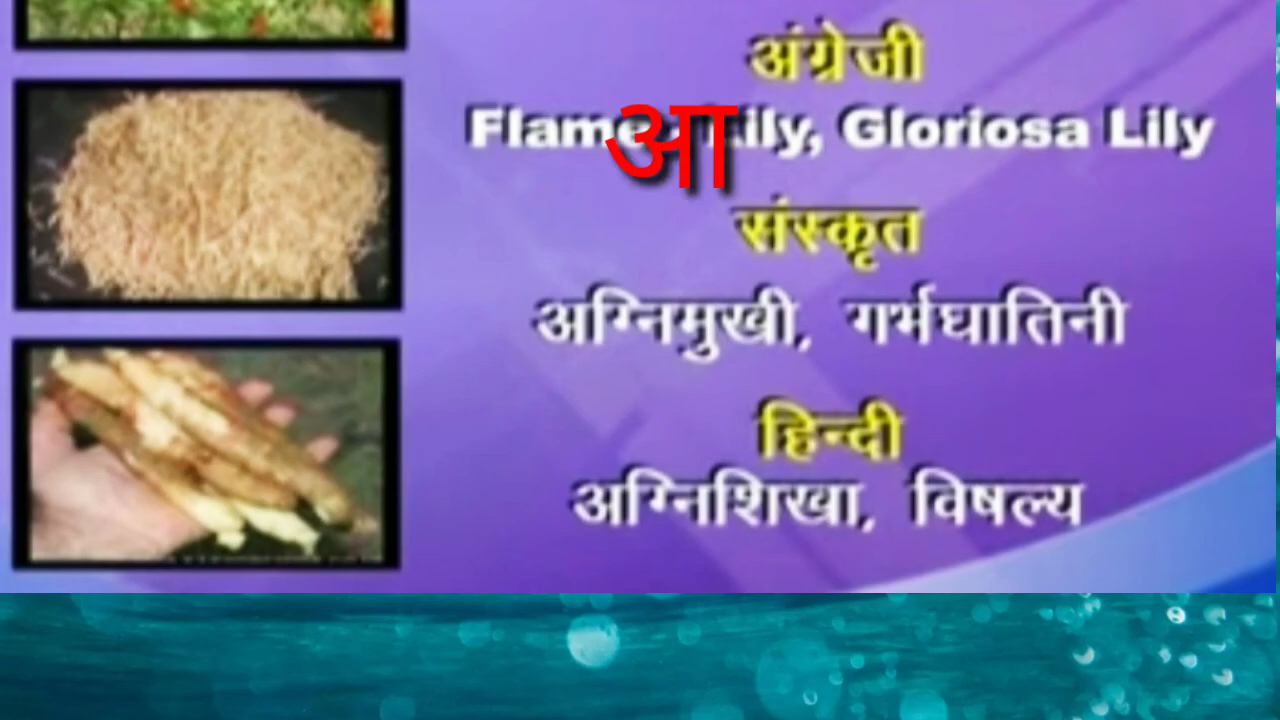 अंग्रेजी
Flame Lily, Gloriosa Lily
आ
संस्कृत
अग्निमुखी, गर्भघातिनी
हिन्दी
अग्निशिखा, विषल्य